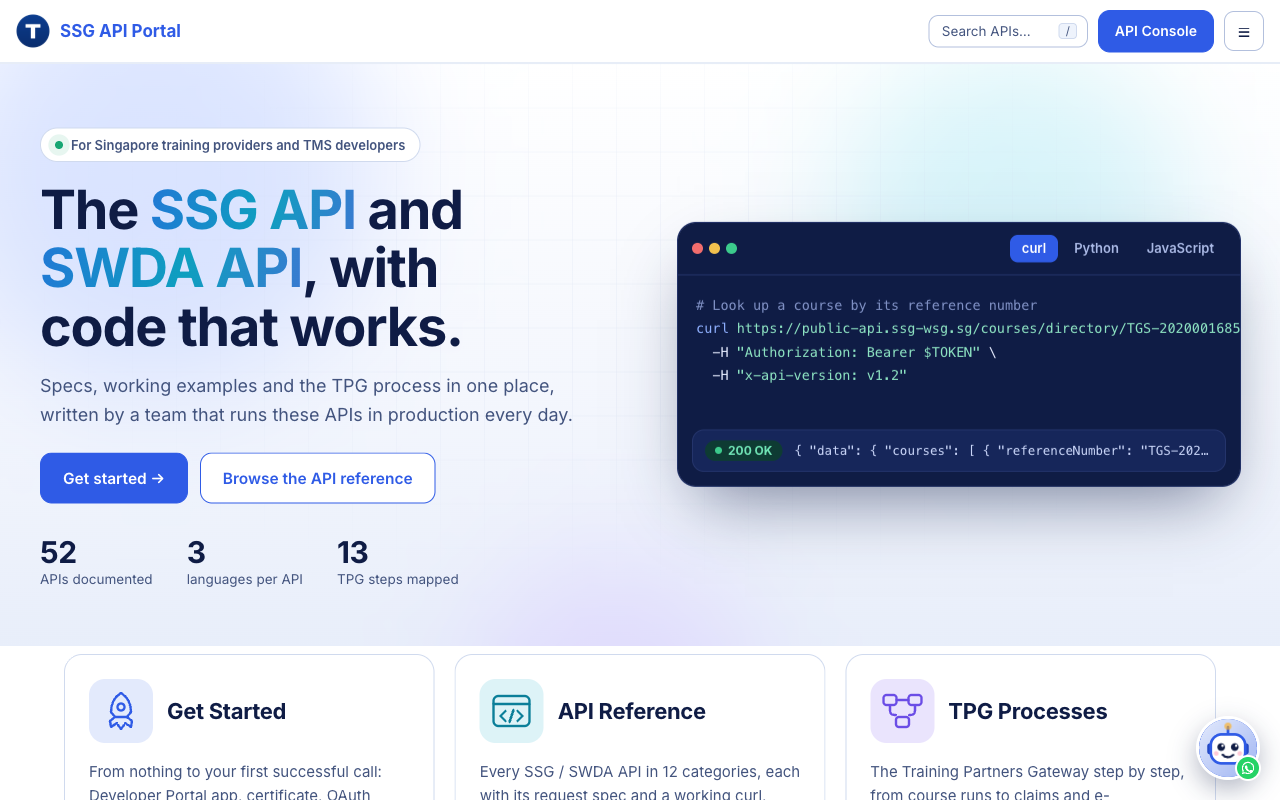 T SSG API Portal
Search APIs... /
API Console
For Singapore training providers and TMS developers
The SSG API and
SWDA API, with
code that works.
Specs, working examples and the TPG process in one place,
written by a team that runs these APIs in production every day.
Get started →
Browse the API reference
52
APIs documented
3
languages per API
13
TPG steps mapped
curl Python JavaScript
# Look up a course by its reference number
curl https://public-api.ssg-wsg.sg/courses/directory/TGS-2020001685
-H "Authorization: Bearer $TOKEN" \
-H "x-api-version: v1.2"
200 OK { "data": { "courses": [ { "referenceNumber": "TGS-202…
Get Started
From nothing to your first successful call:
Developer Portal app, certificate, OAuth
API Reference
Every SSG / SWDA API in 12 categories, each
with its request spec and a working curl,
TPG Processes
The Training Partners Gateway step by step,
from course runs to claims and e-